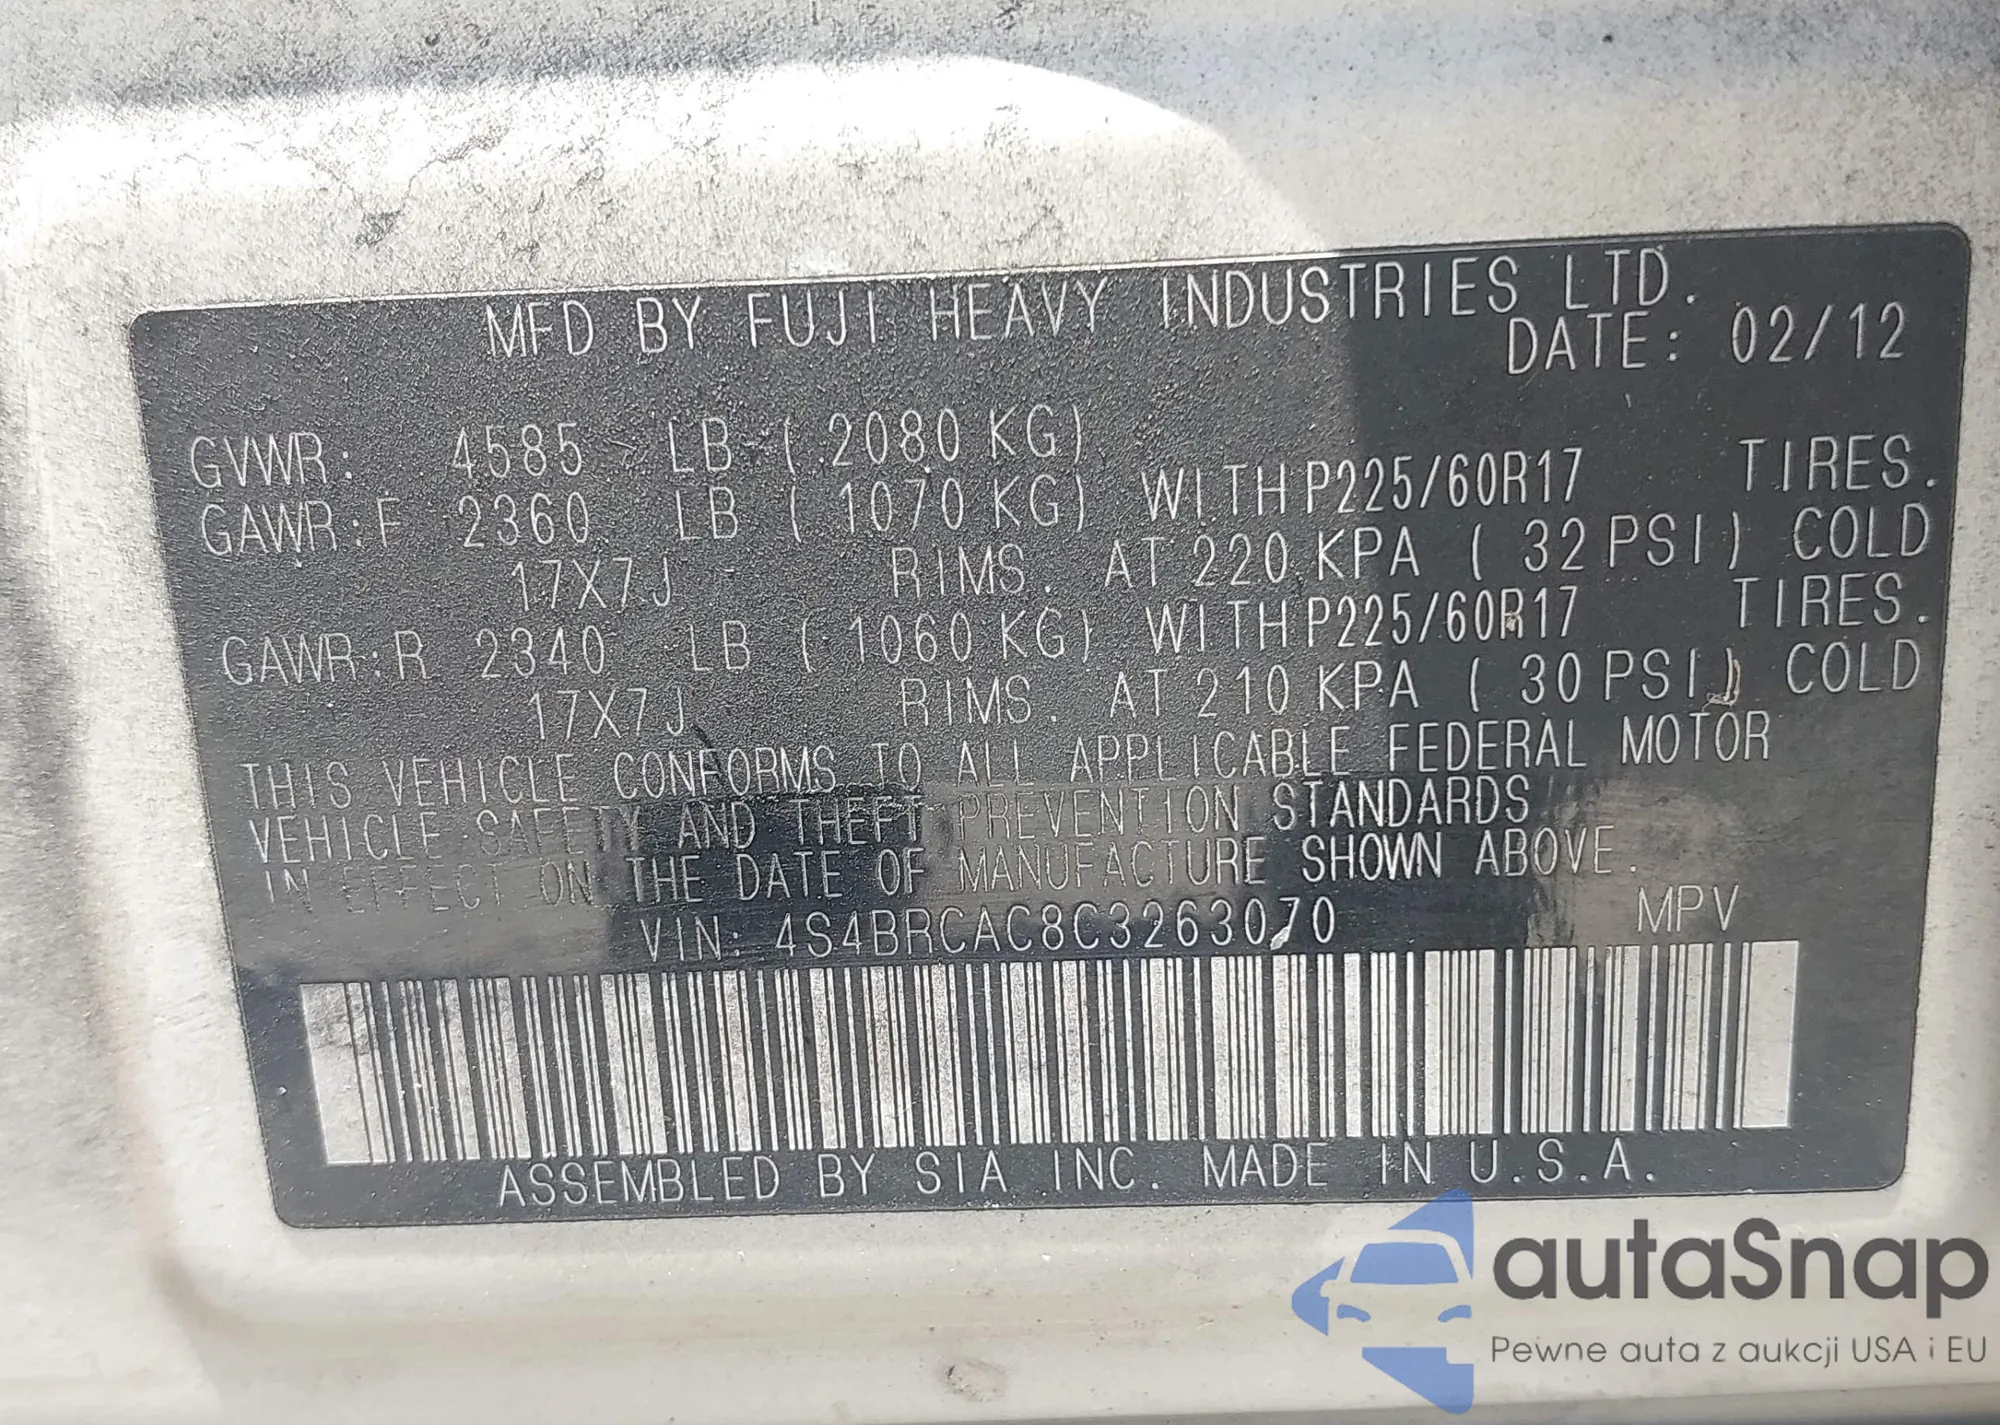 MFD BY FUJI HEAVY INDUSTRIES LTD.
DATE: 02/12
GVWR: 4585 LB ( 2080 KG)
GAWR:F 2360 LB ( 1070 KG) WITH P225/60R17 TIRES.
17X7J RIMS. AT 220 KPA ( 32 PSI) COLD
GAWR:R 2340 LB ( 1060 KG) WITH P225/60R17 TIRES.
17X7J RIMS. AT 210 KPA ( 30 PSI) COLD
THIS VEHICLE CONFORMS TO ALL APPLICABLE FEDERAL MOTOR
VEHICLE SAFETY AND THEFT PREVENTION STANDARDS
IN EFFECT ON THE DATE OF MANUFACTURE SHOWN ABOVE.
VIN: 4S4BRCAC8C3263070 MPV
ASSEMBLED BY SIA INC. MADE IN U.S.A.
autaSnap
Pewne auta z aukcji USA i EU